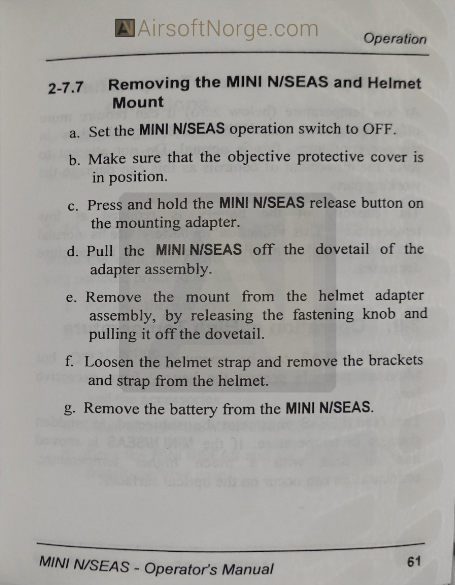 AirsoftNorge.com
Operation
2-7.7 Removing the MINI N/SEAS and Helmet
Mount
a. Set the MINI N/SEAS operation switch to OFF.
b. Make sure that the objective protective cover is
in position.
c. Press and hold the MINI N/SEAS release button on
the mounting adapter.
d. Pull the MINI N/SEAS off the dovetail of the
adapter assembly.
e. Remove the mount from the helmet adapter
assembly, by releasing the fastening knob and
pulling it off the dovetail.
f. Loosen the helmet strap and remove the brackets
and strap from the helmet.
g. Remove the battery from the MINI N/SEAS.
MINI N/SEAS - Operator's Manual 61